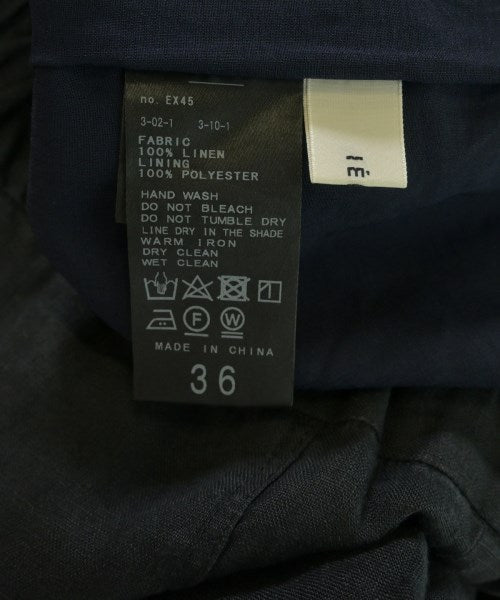 no. EX45
3-02-1 3-10-1
FABRIC
100% LINEN
LINING
100% POLYESTER
HAND WASH
DO NOT BLEACH
DO NOT TUMBLE DRY
LINE DRY IN THE SHADE
WARM IRON
DRY CLEAN
WET CLEAN
F W
MADE IN CHINA
36